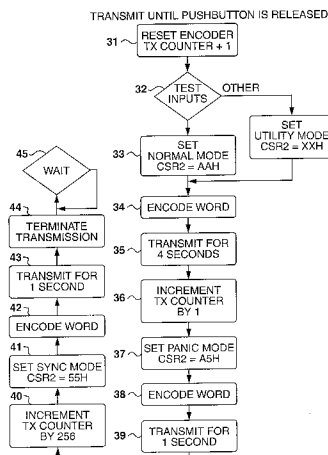 TRANSMIT UNTIL PUSHBUTTON IS RELEASED
31
RESET ENCODER
TX COUNTER + 1
32
TEST
INPUTS
OTHER
SET
UTILITY MODE
CSR2 = XXH
33
SET
NORMAL MODE
CSR2 = AAH
34
ENCODE WORD
35
TRANSMIT FOR
4 SECONDS
36
INCREMENT
TX COUNTER
BY 1
37
SET PANIC MODE
CSR2 = A5H
38
ENCODE WORD
39
TRANSMIT FOR
1 SECOND
40
INCREMENT
TX COUNTER
BY 256
41
SET SYNC MODE
CSR2 = 55H
42
ENCODE WORD
43
TRANSMIT FOR
1 SECOND
44
TERMINATE
TRANSMISSION
45
WAIT